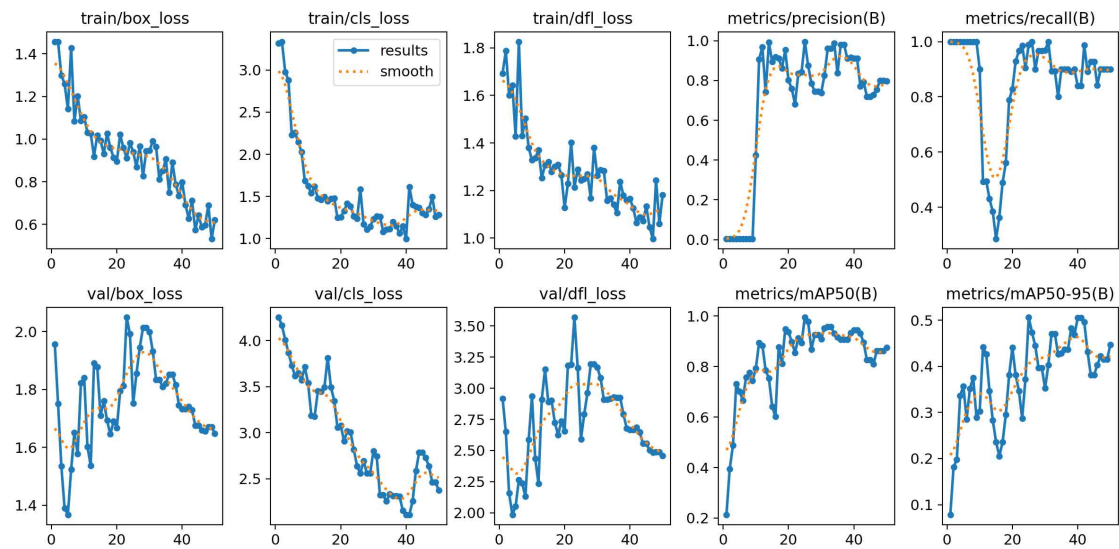 train/box_loss
train/cls_loss
train/dfl_loss
metrics/precision(B)
metrics/recall(B)
1.4
1.2
1.0
0.8
0.6
0 20 40
3.0
2.5
2.0
1.5
1.0
results
smooth
0 20 40
1.8
1.6
1.4
1.2
1.0
0 20 40
1.0
0.8
0.6
0.4
0.2
0.0
0 20 40
1.0
0.8
0.6
0.4
0 20 40
val/box_loss
val/cls_loss
val/dfl_loss
metrics/mAP50(B)
metrics/mAP50-95(B)
2.0
1.8
1.6
1.4
0 20 40
4.0
3.5
3.0
2.5
0 20 40
3.50
3.25
3.00
2.75
2.50
2.25
2.00
0 20 40
1.0
0.8
0.6
0.4
0.2
0 20 40
0.5
0.4
0.3
0.2
0.1
0 20 40